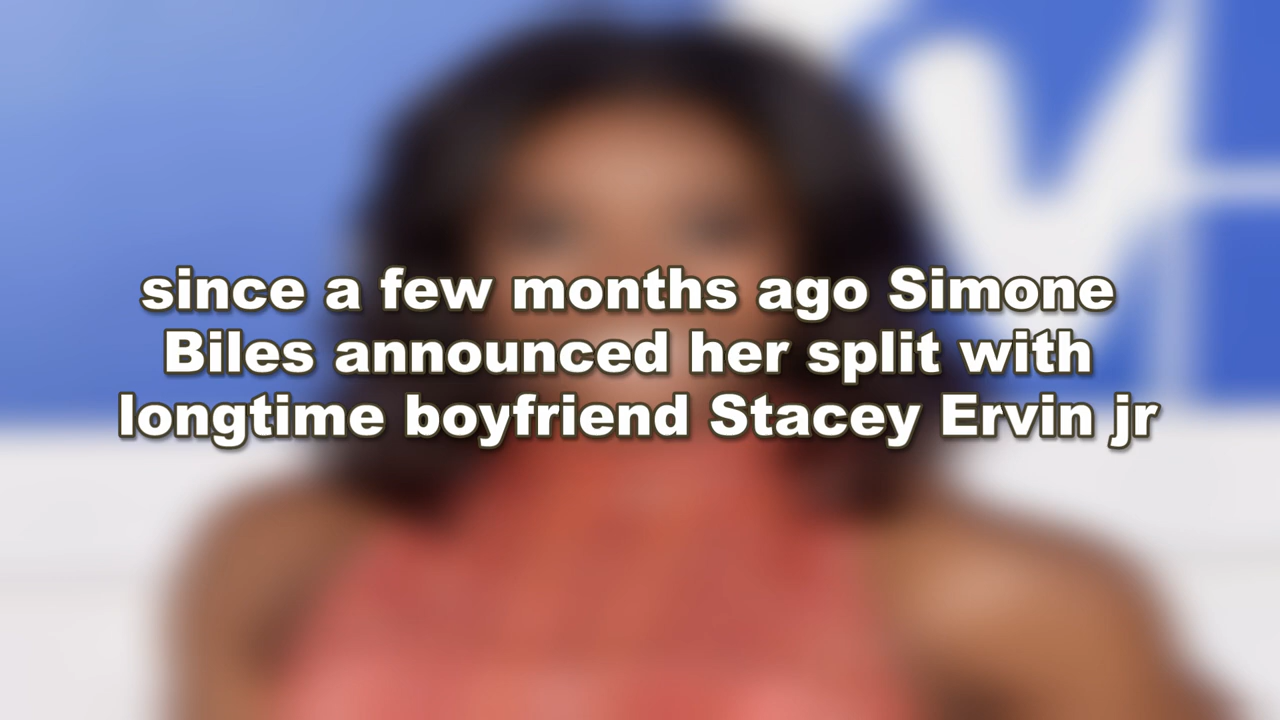 since a few months ago Simone
Biles announced her split with
longtime boyfriend Stacey Ervin jr